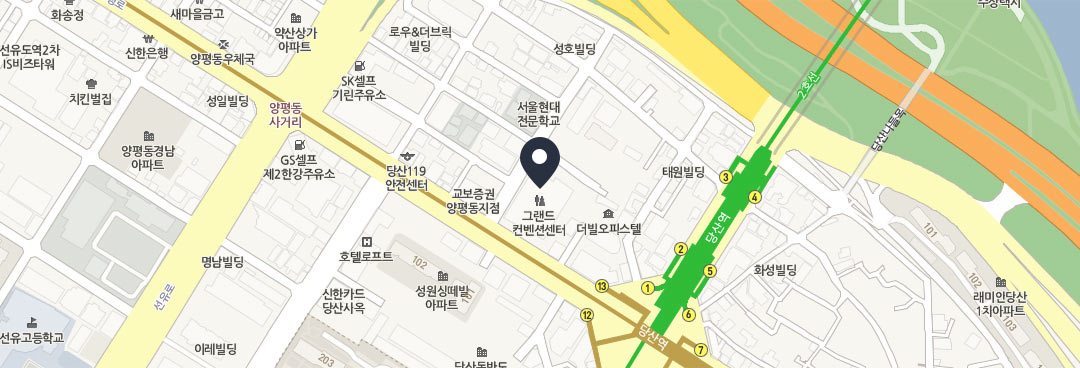 화송정
새마을금고
약산상가
아파트
로우&더브릭
빌딩
성호빌딩
선유도역2차
IS비즈타워
신한은행
양평동우체국
SK셀프
기린주유소
치킨벌집
성일빌딩
양평동
사거리
서울현대
전문학교
2호선
당산나들목
양평동경남
아파트
GS셀프
제2한강주유소
당산119
안전센터
교보증권
양평동지점
태원빌딩
3
4
그랜드
컨벤션센터
더빌오피스텔
당산역
101
명남빌딩
호텔로프트
102
성원상떼빌
아파트
2
5
화성빌딩
선유로
신한카드
당산사옥
13
1
12
6
102
래미안당산
1차아파트
103
선유고등학교
이레빌딩
203
당산역
7